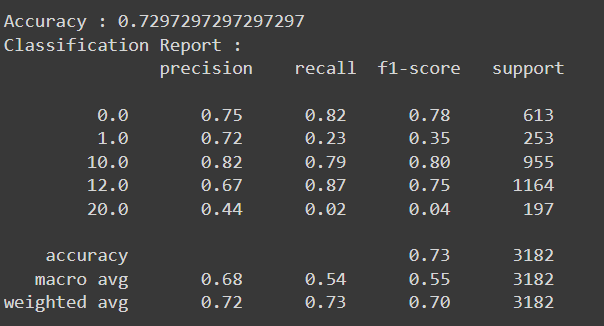 Accuracy : 0.7297297297297297
Classification Report :
precision recall f1-score support
0.0 0.75 0.82 0.78 613
1.0 0.72 0.23 0.35 253
10.0 0.82 0.79 0.80 955
12.0 0.67 0.87 0.75 1164
20.0 0.44 0.02 0.04 197
accuracy 0.73 3182
macro avg 0.68 0.54 0.55 3182
weighted avg 0.72 0.73 0.70 3182